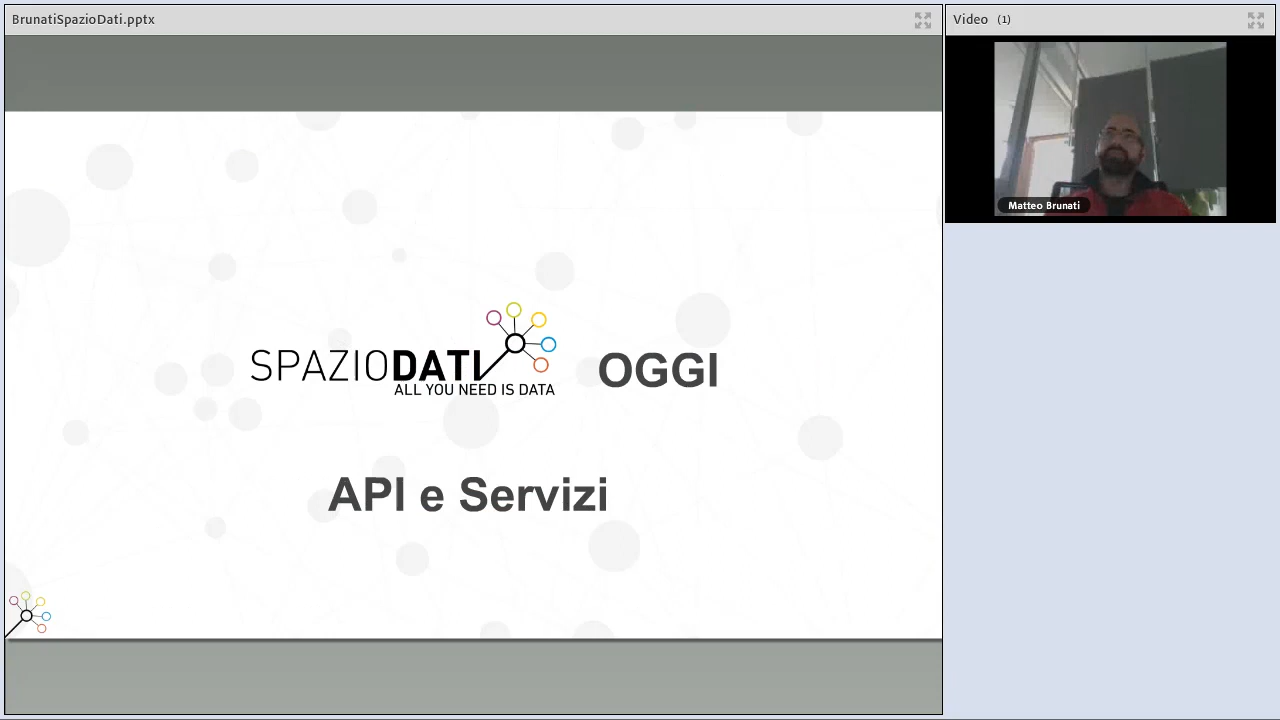 BrunatiSpazioDati.pptx
Video (1)
Matteo Brunati
SPAZIODATI OGGI
ALL YOU NEED IS DATA
API e Servizi